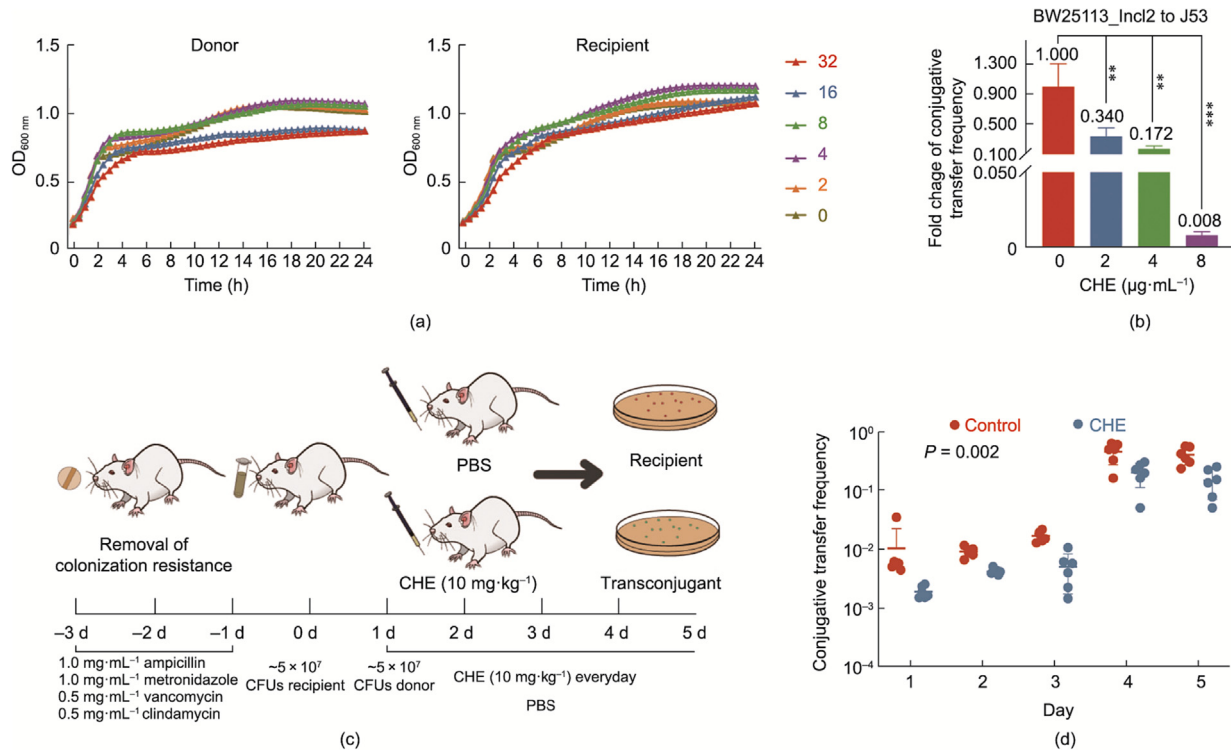 Donor
1.5
1.0
0.5
0
OD600 nm
0 2 4 6 8 10 12 14 16 18 20 22 24
Time (h)
Recipient
1.5
1.0
0.5
0
OD600 nm
0 2 4 6 8 10 12 14 16 18 20 22 24
Time (h)
32
16
8
4
2
0
(a)
BW25113_IncI2 to J53
Fold chage of conjugative
transfer frequency
1.300
0.900
0.500
0.100
0.050
0
1.000
0.340
0.172
0.008
**
**
***
0 2 4 8
CHE (µg·mL⁻¹)
(b)
Removal of
colonization resistance
PBS
CHE (10 mg·kg⁻¹)
Recipient
Transconjugant
–3 d –2 d –1 d 0 d 1 d 2 d 3 d 4 d 5 d
1.0 mg·mL⁻¹ ampicillin
1.0 mg·mL⁻¹ metronidazole
0.5 mg·mL⁻¹ vancomycin
0.5 mg·mL⁻¹ clindamycin
~5 × 10⁷
CFUs recipient
~5 × 10⁷
CFUs donor
CHE (10 mg·kg⁻¹) everyday
PBS
(c)
Control CHE
P = 0.002
Conjugative transfer frequency
10⁰
10⁻¹
10⁻²
10⁻³
10⁻⁴
1 2 3 4 5
Day
(d)